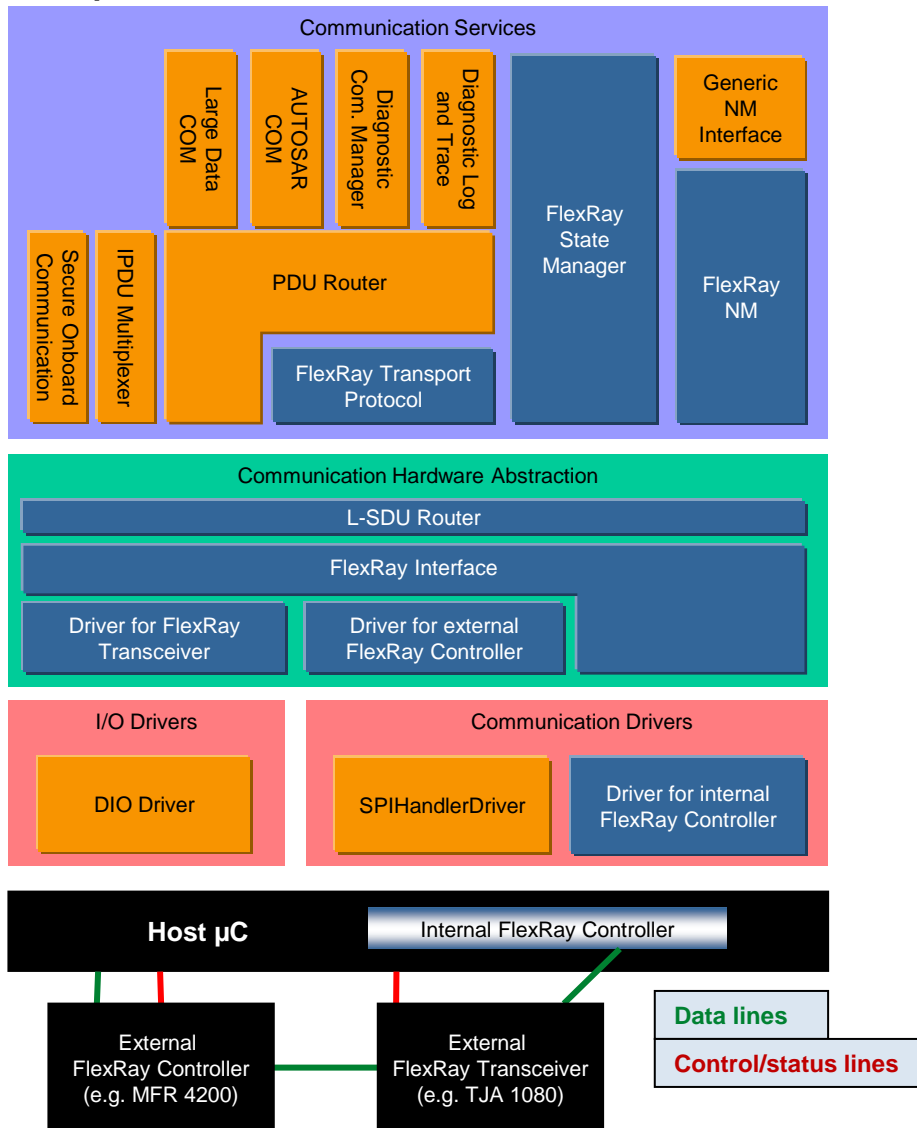 Communication Services
Large Data
COM
AUTOSAR
COM
Diagnostic
Com. Manager
Diagnostic Log
and Trace
Generic
NM
Interface
FlexRay
State
Manager
Secure Onboard
Communication
IPDU Multiplexer
PDU Router
FlexRay
NM
FlexRay Transport
Protocol
Communication Hardware Abstraction
L-SDU Router
FlexRay Interface
Driver for FlexRay
Transceiver
Driver for external
FlexRay Controller
I/O Drivers
Communication Drivers
DIO Driver
SPIHandlerDriver
Driver for internal
FlexRay Controller
Host µC
Internal FlexRay Controller
External
FlexRay Controller
(e.g. MFR 4200)
External
FlexRay Transceiver
(e.g. TJA 1080)
Data lines
Control/status lines